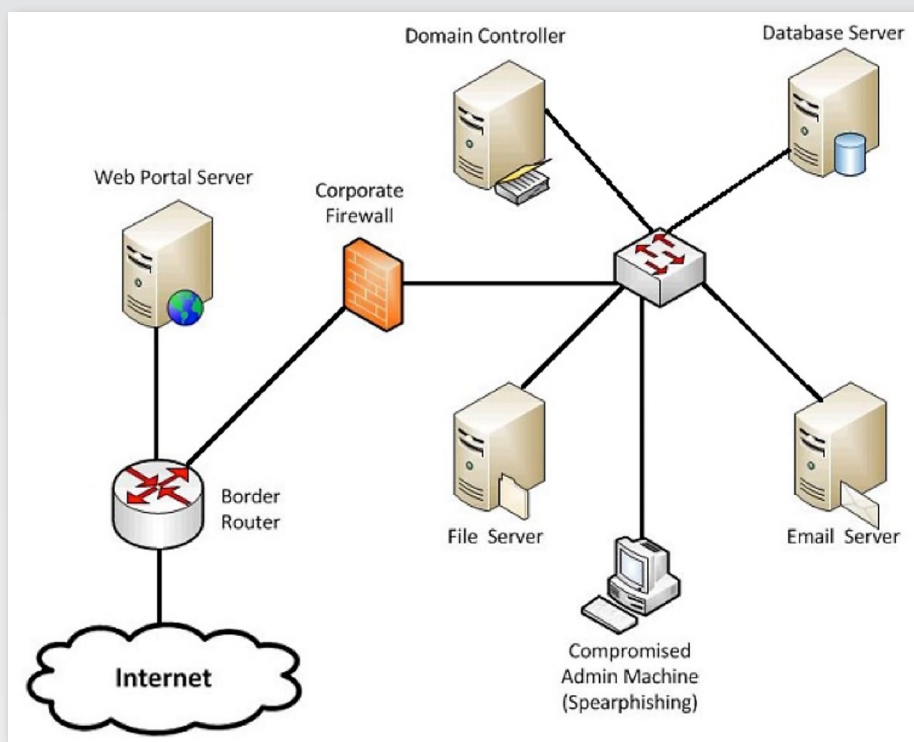 Domain Controller
Database Server
Web Portal Server
Corporate
Firewall
Border
Router
File Server
Email Server
Internet
Compromised
Admin Machine
(Spearphishing)